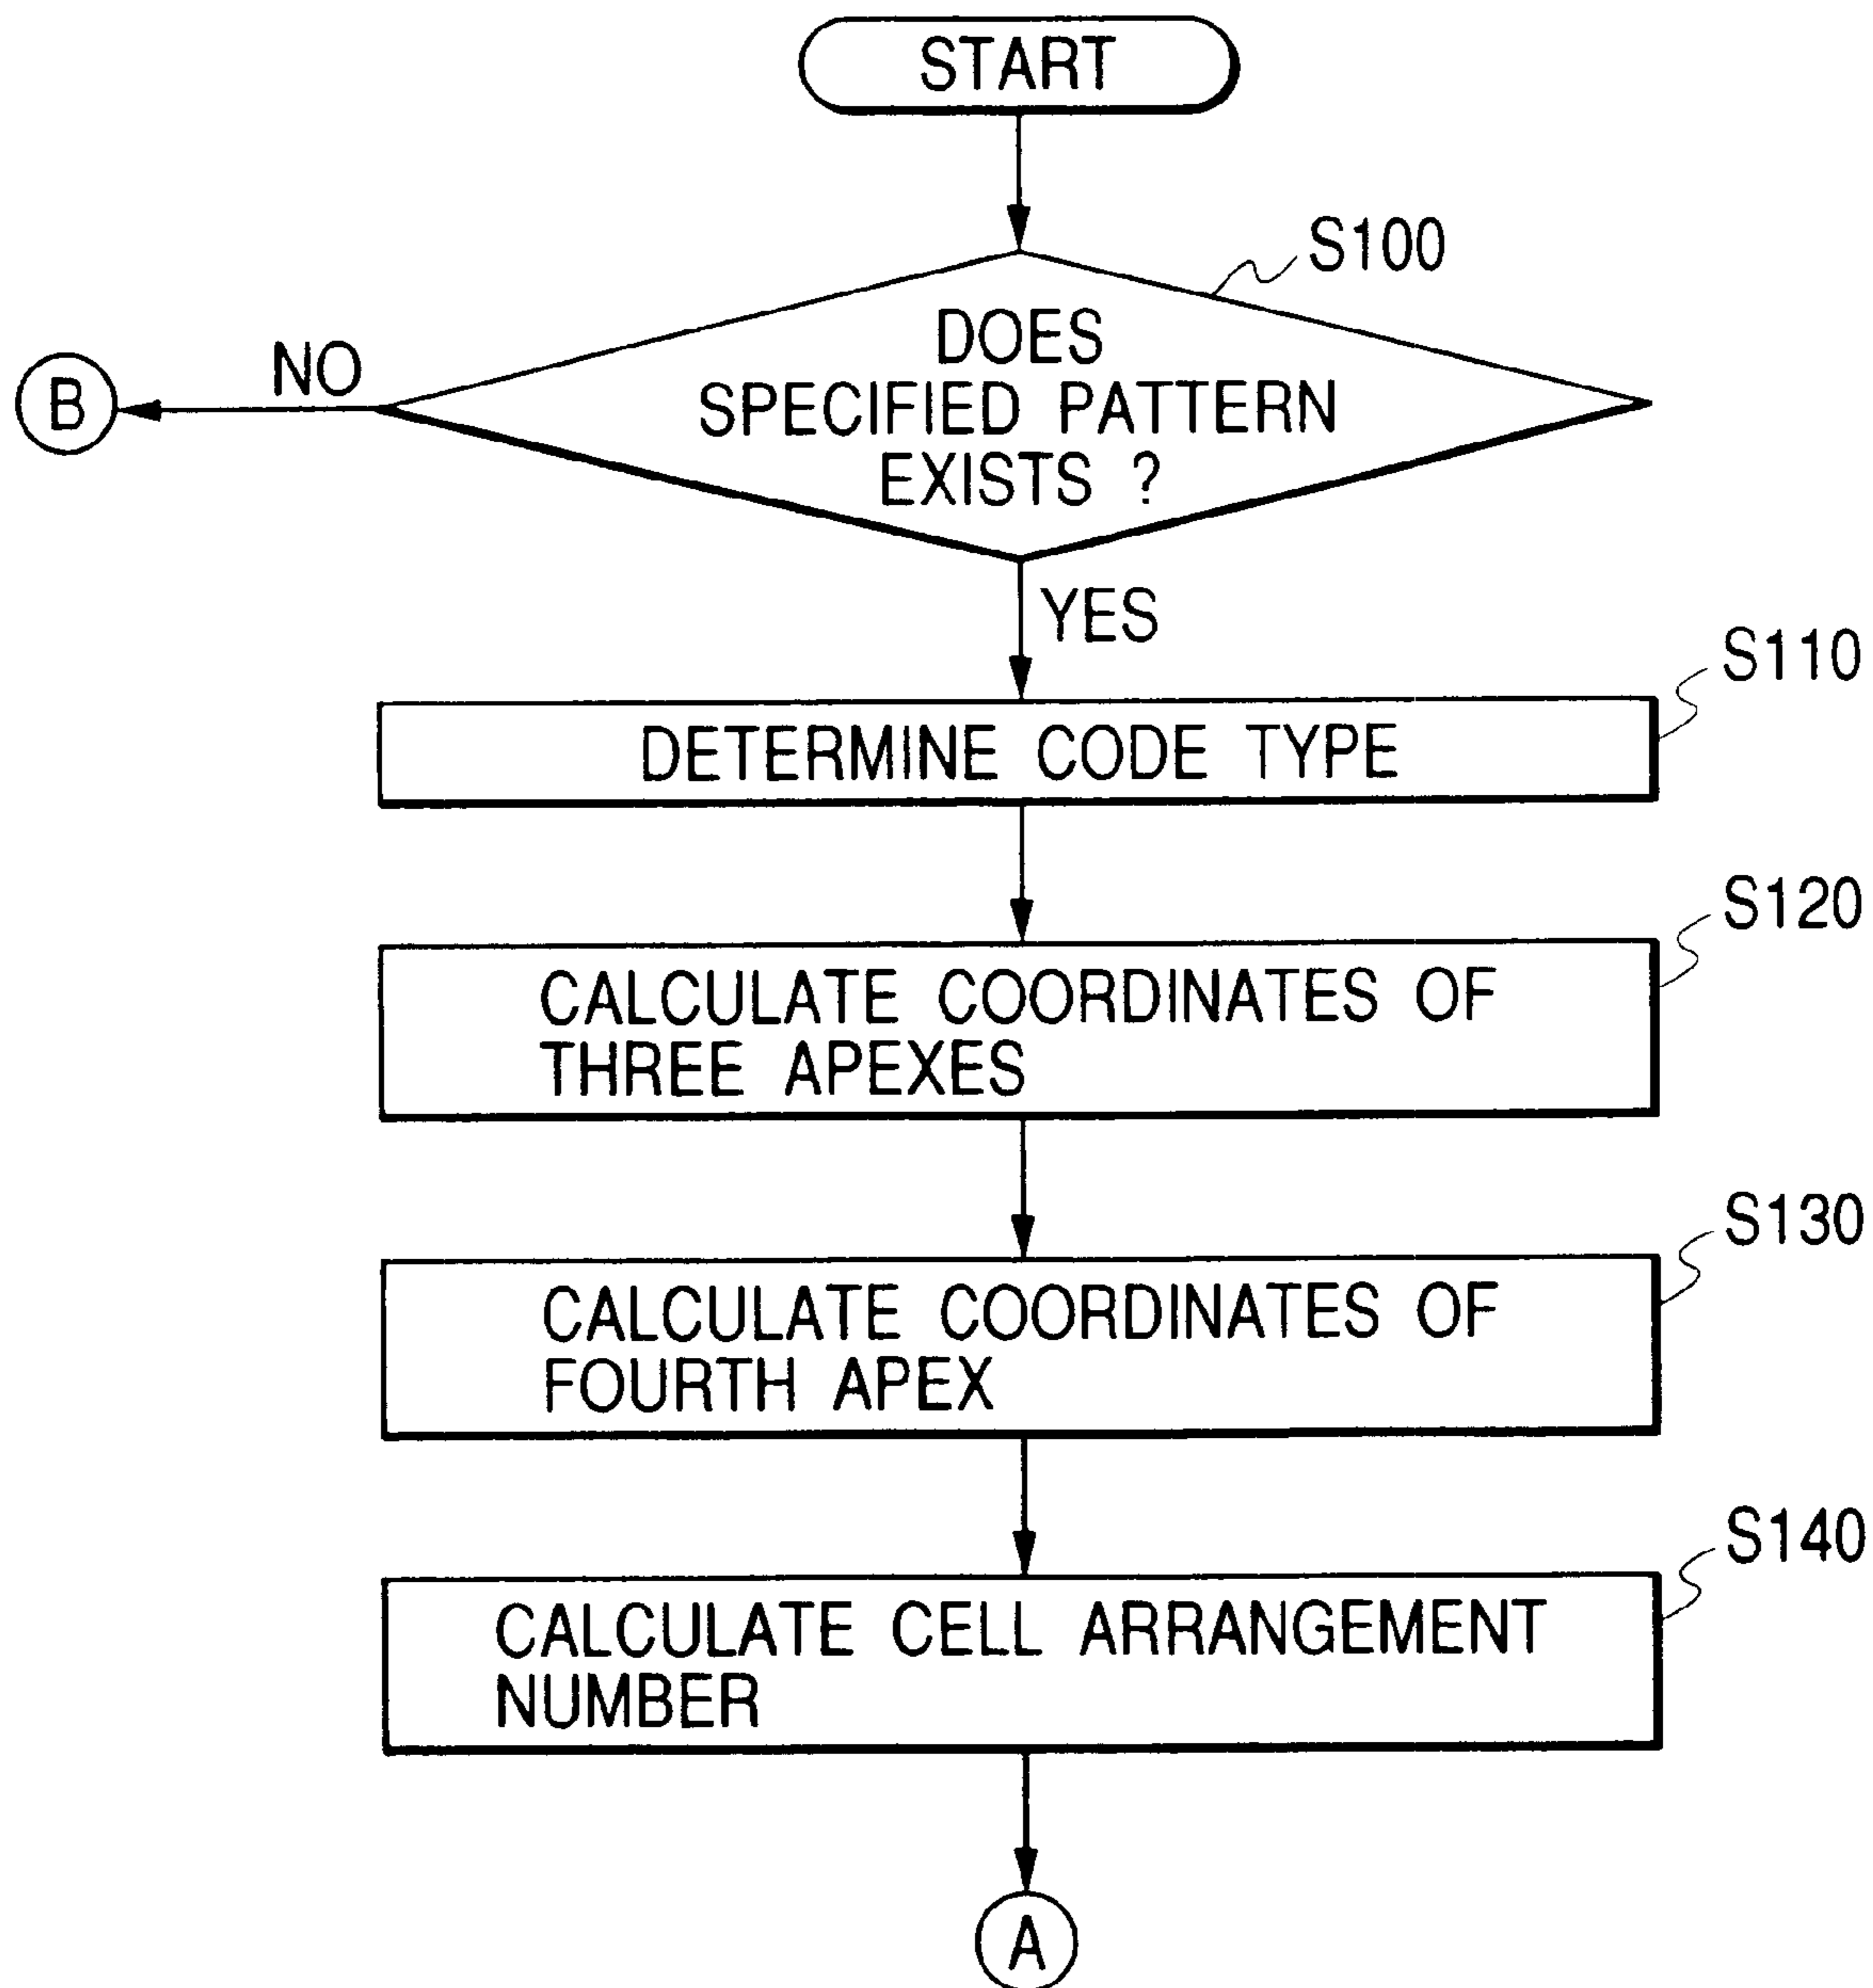 START
S100
DOES
SPECIFIED PATTERN
EXISTS ?
NO
B
YES
S110
DETERMINE CODE TYPE
S120
CALCULATE COORDINATES OF
THREE APEXES
S130
CALCULATE COORDINATES OF
FOURTH APEX
S140
CALCULATE CELL ARRANGEMENT
NUMBER
A